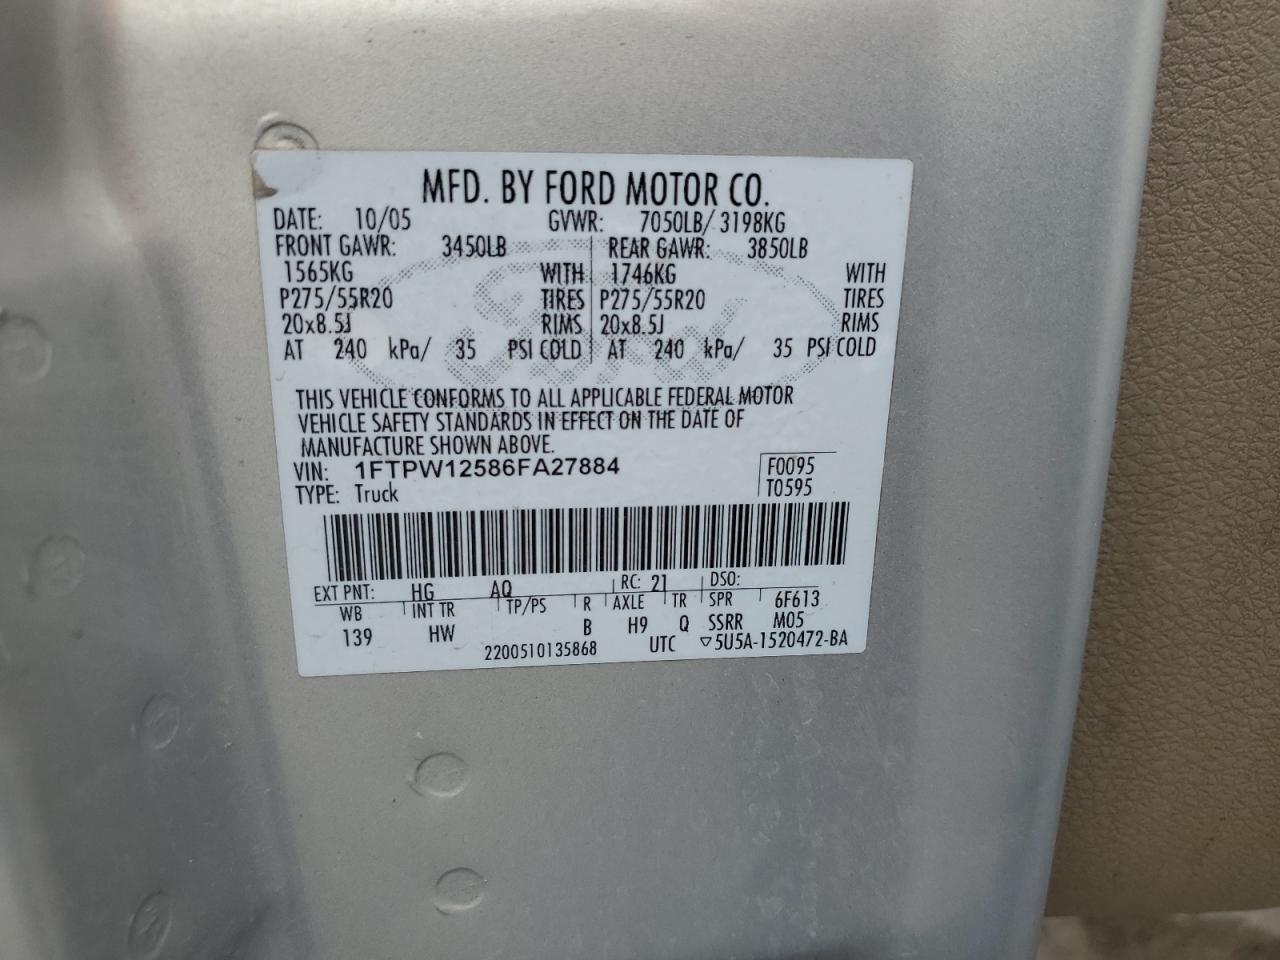 MFD. BY FORD MOTOR CO.
DATE: 10/05 GVWR: 7050LB/ 3198KG
FRONT GAWR: 3450LB REAR GAWR: 3850LB
1565KG WITH 1746KG WITH
P275/55R20 TIRES P275/55R20 TIRES
20x8.5J RIMS 20x8.5J RIMS
AT 240 kPa/ 35 PSI COLD AT 240 kPa/ 35 PSI COLD
Ford
THIS VEHICLE CONFORMS TO ALL APPLICABLE FEDERAL MOTOR
VEHICLE SAFETY STANDARDS IN EFFECT ON THE DATE OF
MANUFACTURE SHOWN ABOVE.
VIN: 1FTPW12586FA27884 F0095
TYPE: Truck T0595
EXT PNT: HG AQ RC: 21 DSO:
WB INT TR TP/PS R AXLE TR SPR 6F613
139 HW B H9 Q SSRR M05
2200510135868 UTC ▽5U5A-1520472-BA